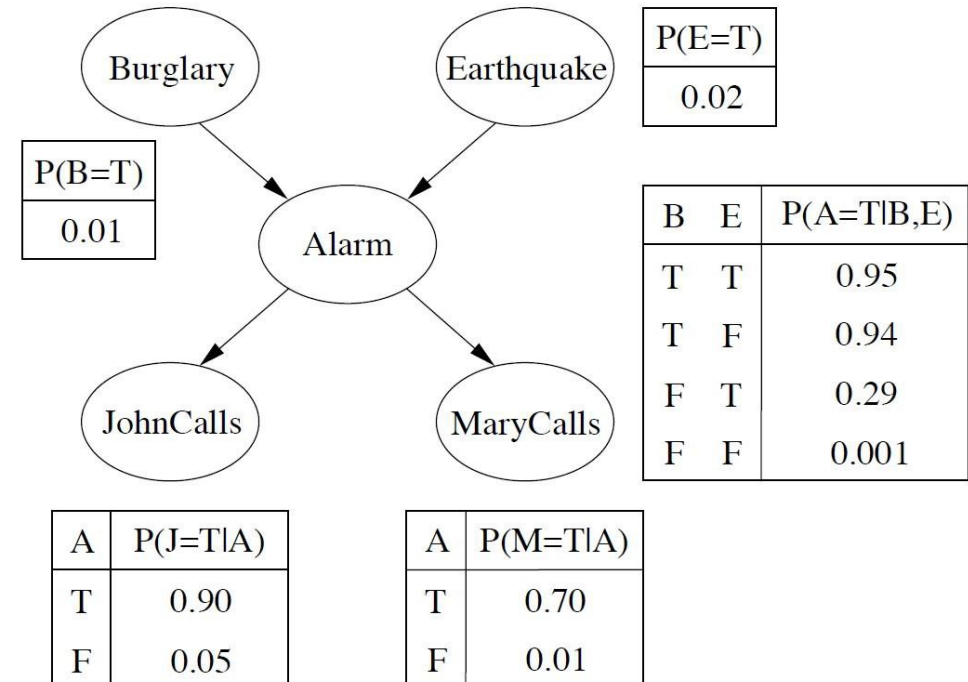 Burglary
Earthquake
P(E=T)
0.02
P(B=T)
0.01
Alarm
B E P(A=T|B,E)
T T 0.95
T F 0.94
F T 0.29
F F 0.001
JohnCalls
MaryCalls
A P(J=T|A)
T 0.90
F 0.05
A P(M=T|A)
T 0.70
F 0.01